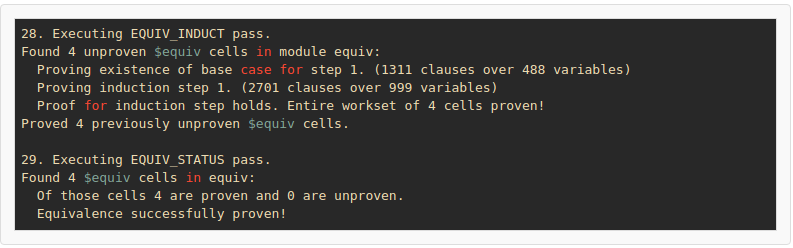 28. Executing EQUIV_INDUCT pass.
Found 4 unproven $equiv cells in module equiv:
Proving existence of base case for step 1. (1311 clauses over 488 variables)
Proving induction step 1. (2701 clauses over 999 variables)
Proof for induction step holds. Entire workset of 4 cells proven!
Proved 4 previously unproven $equiv cells.
29. Executing EQUIV_STATUS pass.
Found 4 $equiv cells in equiv:
Of those cells 4 are proven and 0 are unproven.
Equivalence successfully proven!